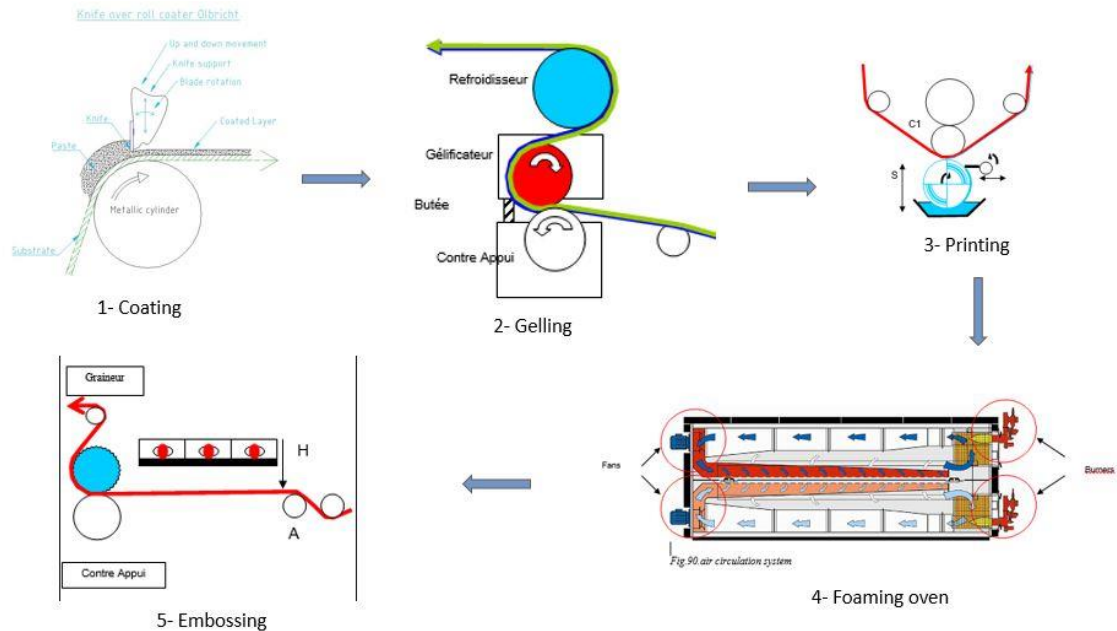 Knife over roll coater Olbricht
Up and down movement
Knife support
Blade rotation
Knife
Coated Layer
Paste
Metallic cylinder
Substrate
1- Coating
Refroidisseur
Gélificateur
Butée
Contre Appui
2- Gelling
C1
S
3- Printing
Graineur
H
A
Contre Appui
5- Embossing
Fans
Burners
Fig.90.air circulation system
4- Foaming oven